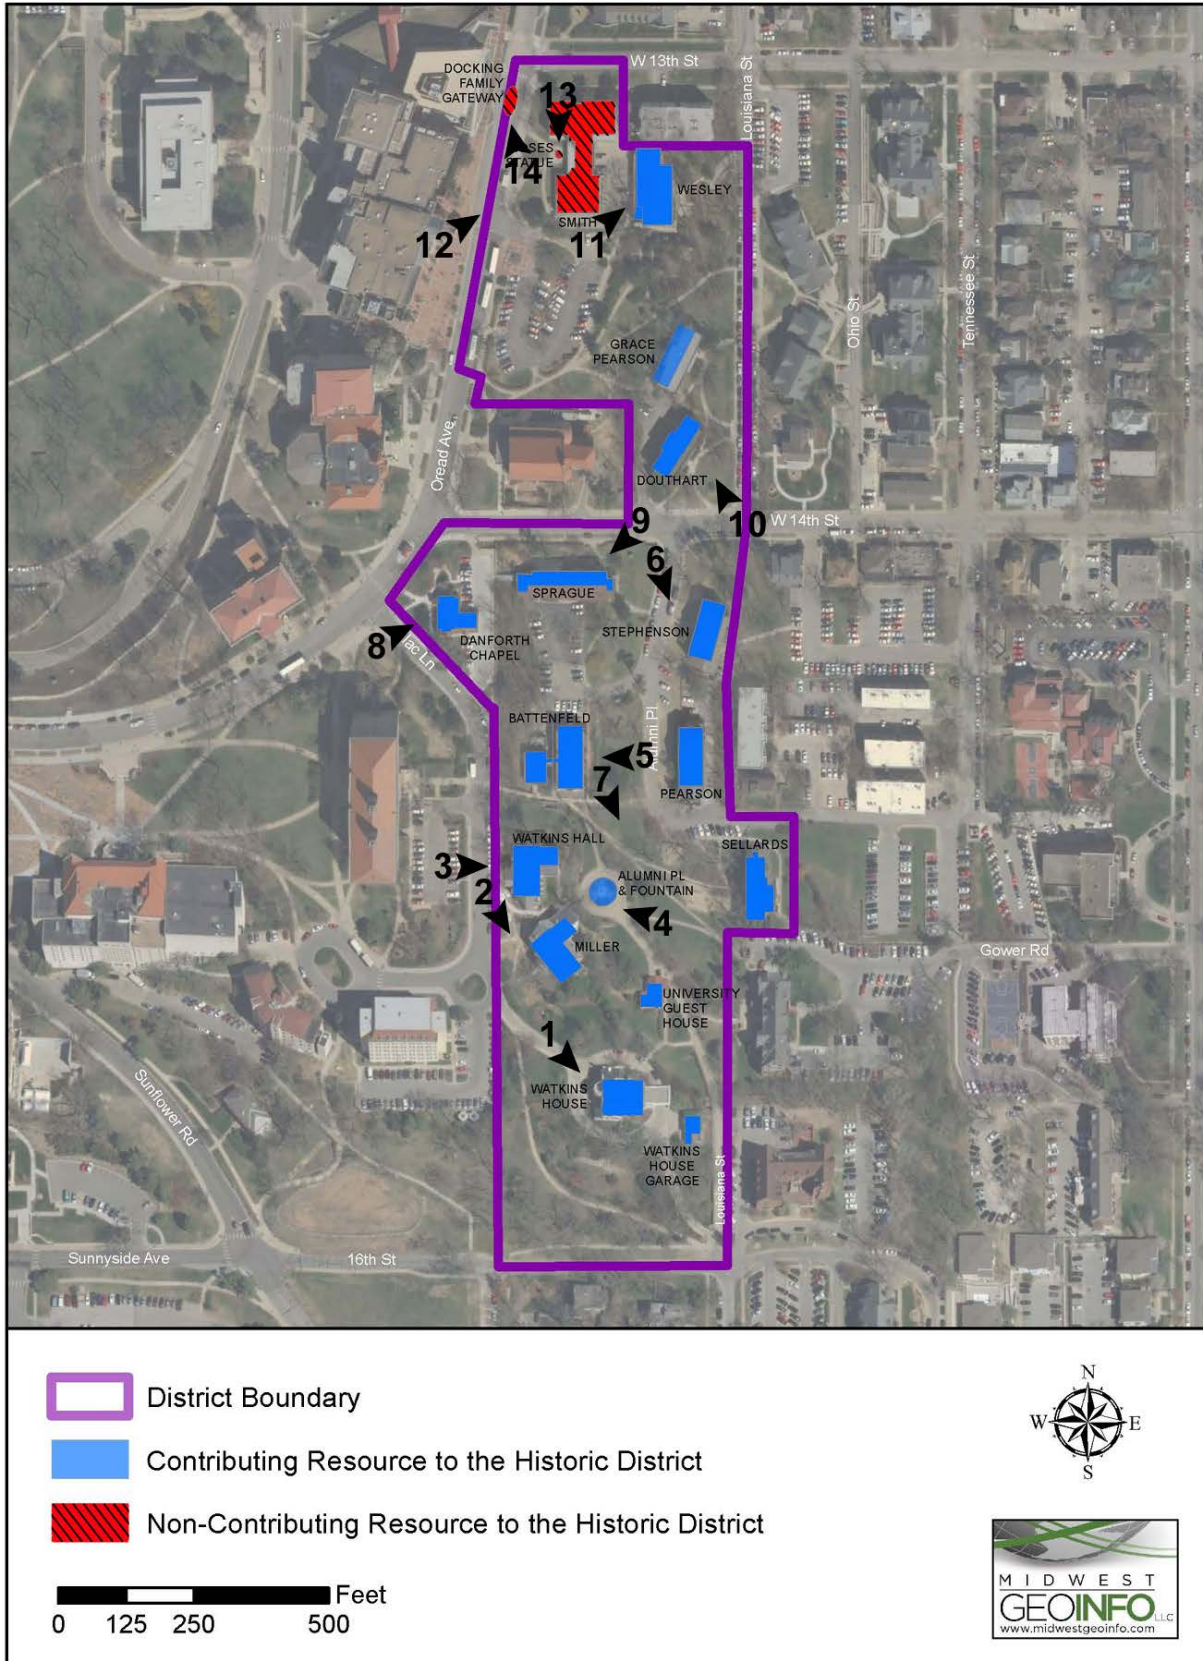 W 13th St
DOCKING
FAMILY
GATEWAY
13
Louisiana St
STATUE
14
WESLEY
SMITH
12
11
Ohio St
Tennessee St
GRACE
PEARSON
Oread Ave
DOUTHART
10
W 14th St
9
6
SPRAGUE
STEPHENSON
8
DANFORTH
CHAPEL
BATTENFELD
Alumni Pl
5
7
PEARSON
WATKINS HALL
SELLARDS
3
ALUMNI PL
& FOUNTAIN
2
4
MILLER
Gower Rd
UNIVERSITY
GUEST
HOUSE
1
WATKINS
HOUSE
Sunflower Rd
WATKINS
HOUSE
GARAGE
Louisiana St
Sunnyside Ave
16th St
District Boundary
Contributing Resource to the Historic District
Non-Contributing Resource to the Historic District
Feet
0 125 250 500
N
W E
S
MIDWEST
GEOINFO LLC
www.midwestgeoinfo.com